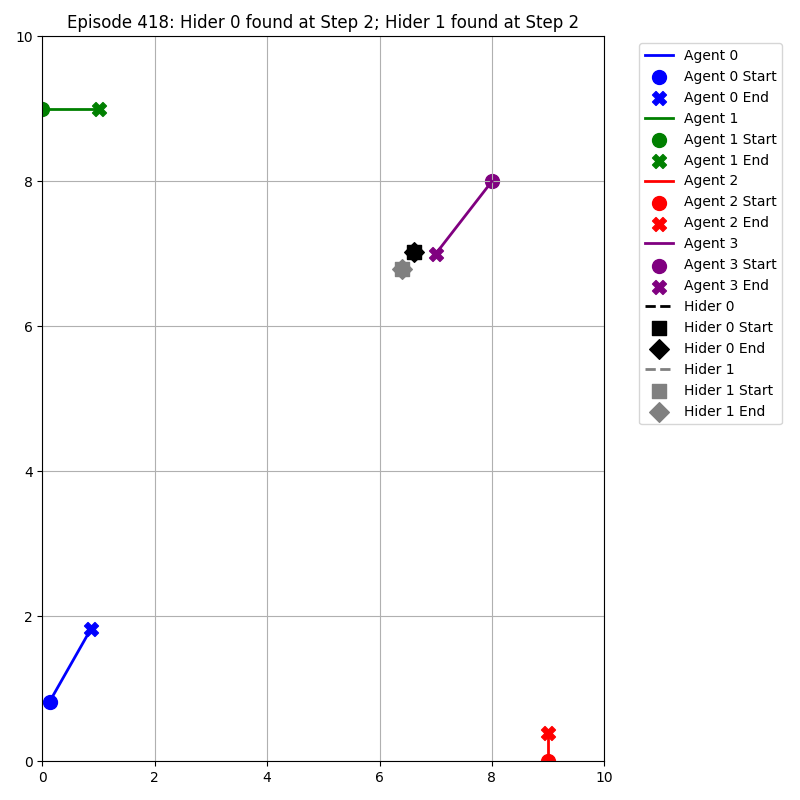 Episode 418: Hider 0 found at Step 2; Hider 1 found at Step 2
10
8
6
4
2
0
0 2 4 6 8 10
Agent 0
Agent 0 Start
Agent 0 End
Agent 1
Agent 1 Start
Agent 1 End
Agent 2
Agent 2 Start
Agent 2 End
Agent 3
Agent 3 Start
Agent 3 End
Hider 0
Hider 0 Start
Hider 0 End
Hider 1
Hider 1 Start
Hider 1 End